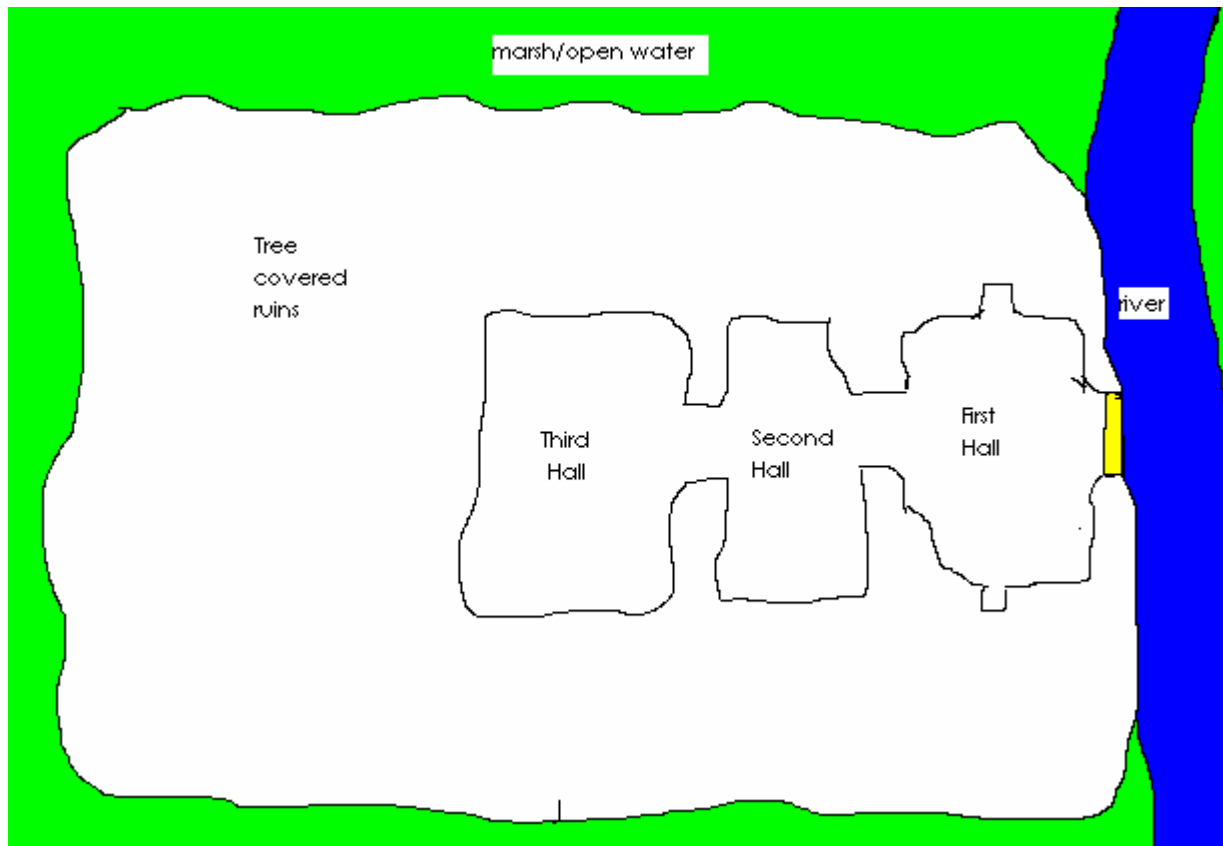 marsh/open water
Tree
covered
ruins
river
First
Hall
Second
Hall
Third
Hall